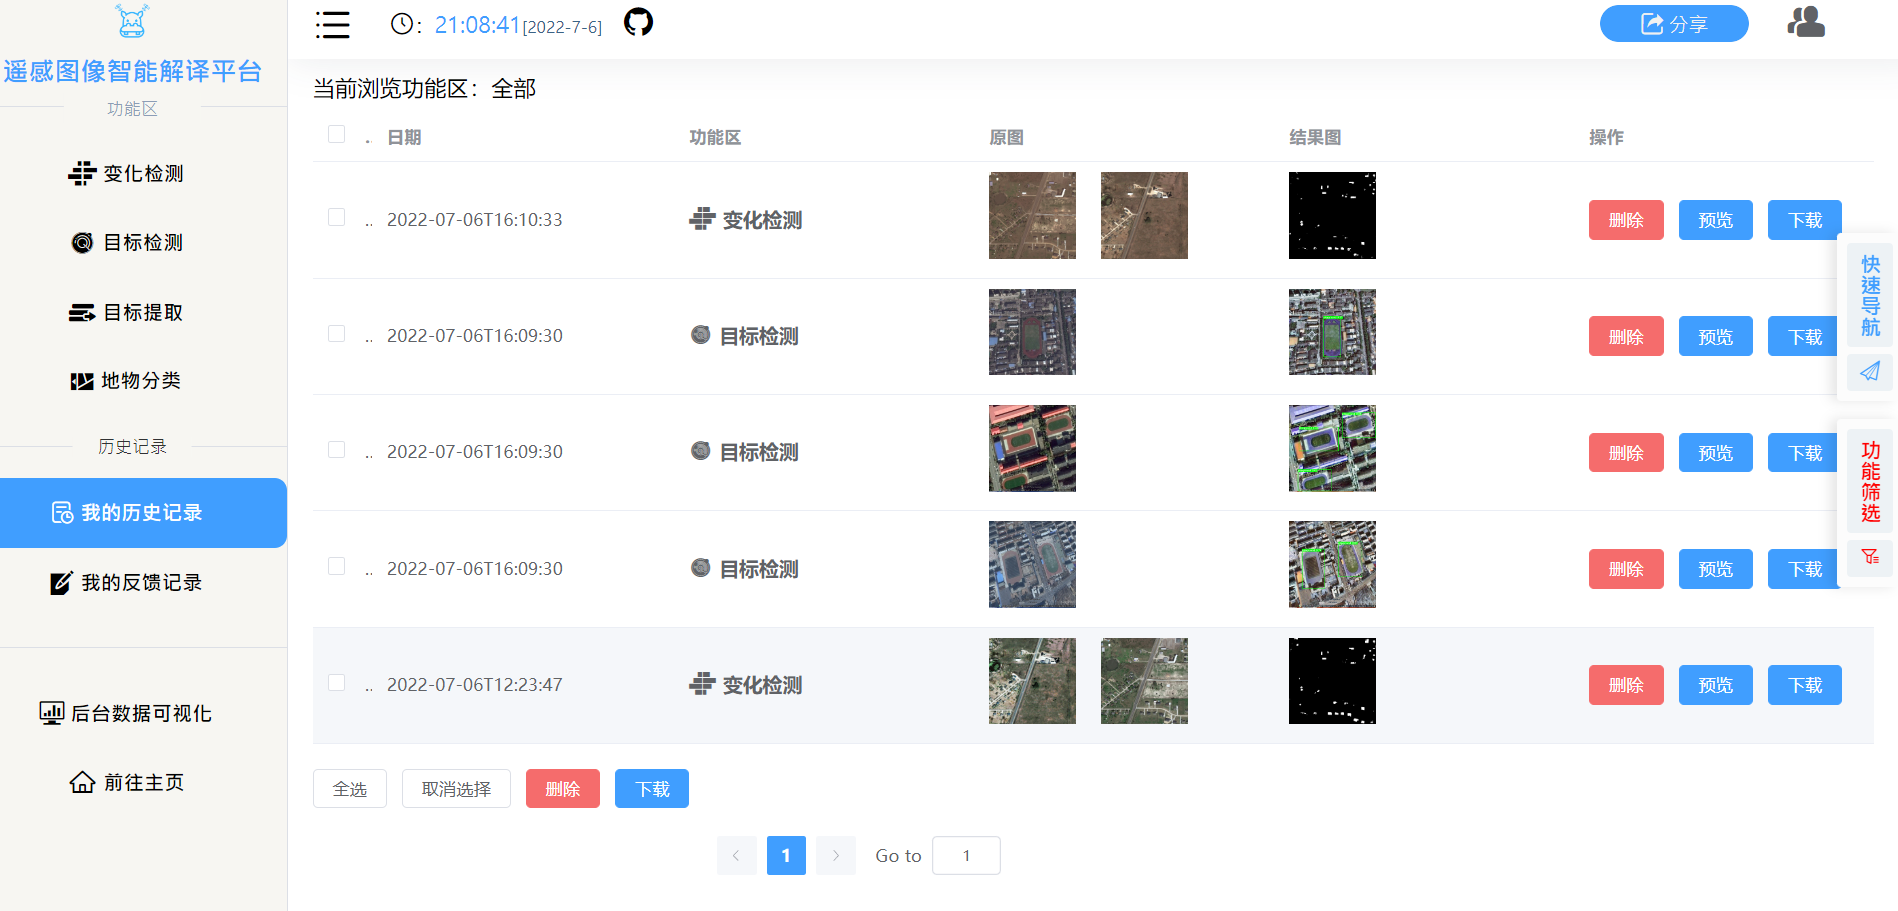 遥感图像智能解译平台
功能区
变化检测
目标检测
目标提取
地物分类
历史记录
我的历史记录
我的反馈记录
后台数据可视化
前往主页
: 21:08:41[2022-7-6]
分享
当前浏览功能区：全部
.. 日期 功能区 原图 结果图 操作
.. 2022-07-06T16:10:33 变化检测 删除 预览 下载
.. 2022-07-06T16:09:30 目标检测 删除 预览 下载
.. 2022-07-06T16:09:30 目标检测 删除 预览 下载
.. 2022-07-06T16:09:30 目标检测 删除 预览 下载
.. 2022-07-06T12:23:47 变化检测 删除 预览 下载
全选 取消选择 删除 下载
1 Go to 1
快速导航
功能筛选